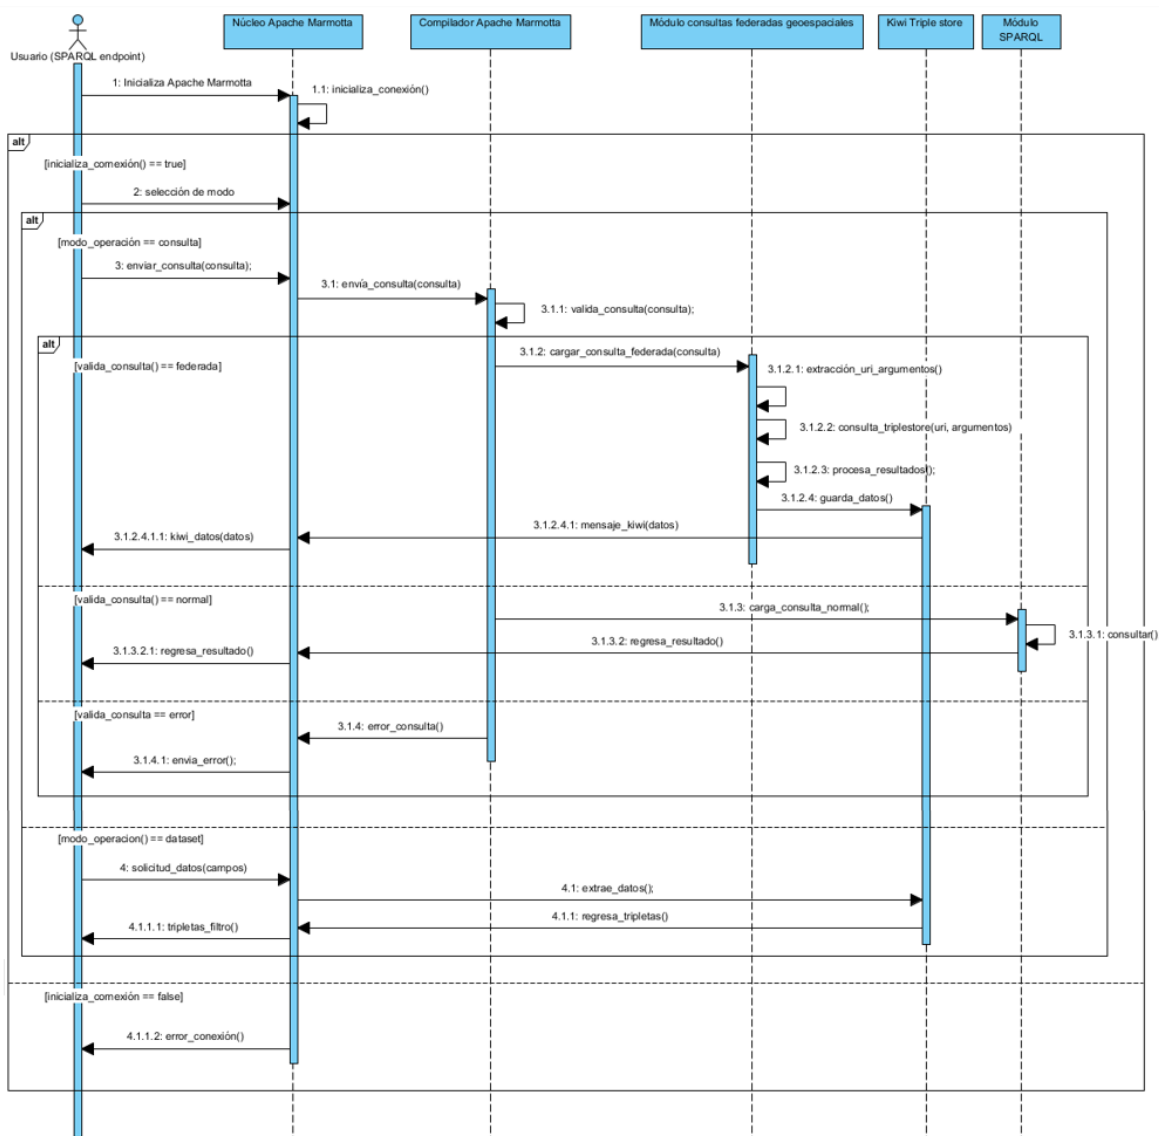 Núcleo Apache Marmotta
Compilador Apache Marmotta
Módulo consultas federadas geoespaciales
Kiwi Triple store
Módulo
SPARQL
Usuario (SPARQL endpoint)
1: Inicializa Apache Marmotta
1.1: inicializa_conexión()
alt
[inicializa_comexión() == true]
2: selección de modo
alt
[modo_operación == consulta]
3: enviar_consulta(consulta);
3.1: envía_consulta(consulta)
3.1.1: valida_consulta(consulta);
alt
3.1.2: cargar_consulta_federada(consulta)
[valida_consulta() == federada]
3.1.2.1: extracción_uri_argumentos()
3.1.2.2: consulta_triplestore(uri, argumentos)
3.1.2.3: procesa_resultados();
3.1.2.4: guarda_datos()
3.1.2.4.1: mensaje_kiwi(datos)
3.1.2.4.1.1: kiwi_datos(datos)
[valida_consulta() == normal]
3.1.3: carga_consulta_normal();
3.1.3.1: consultar()
3.1.3.2: regresa_resultado()
3.1.3.2.1: regresa_resultado()
[valida_consulta == error]
3.1.4: error_consulta()
3.1.4.1: envia_error();
[modo_operacion() == dataset]
4: solicitud_datos(campos)
4.1: extrae_datos();
4.1.1: regresa_tripletas()
4.1.1.1: tripletas_filtro()
[inicializa_comexión == false]
4.1.1.2: error_conexión()